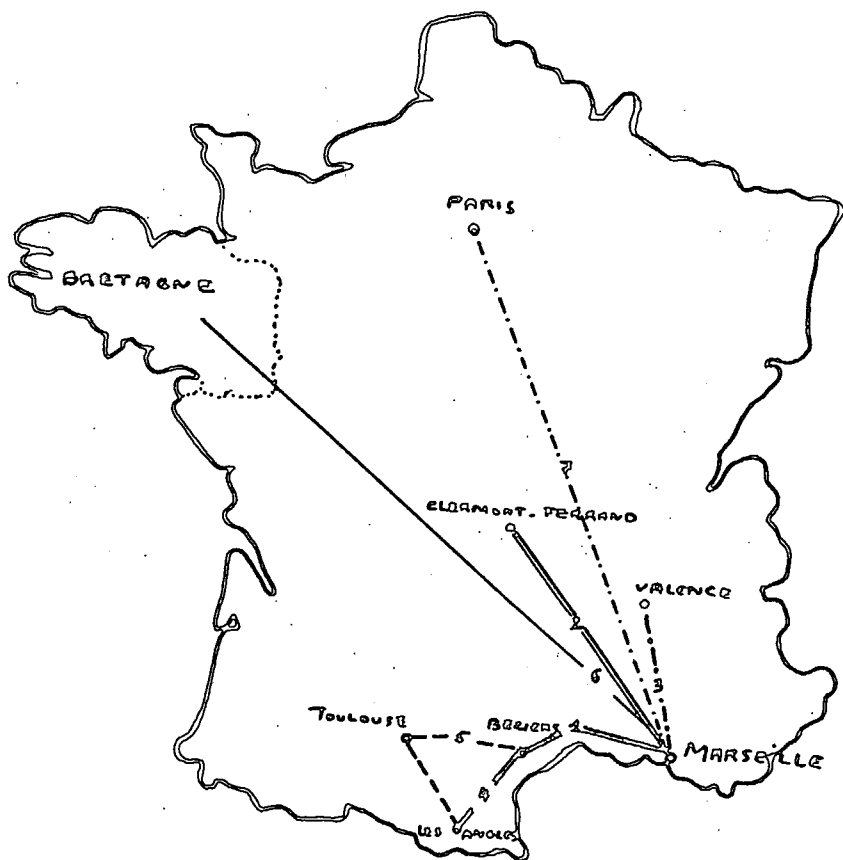 PARIS
BRETAGNE
7
CLERMONT-FERRAND
VALENCE
2
6
3
TOULOUSE
5
BEZIERS
1
MARSEILLE
4
LES ANGLES